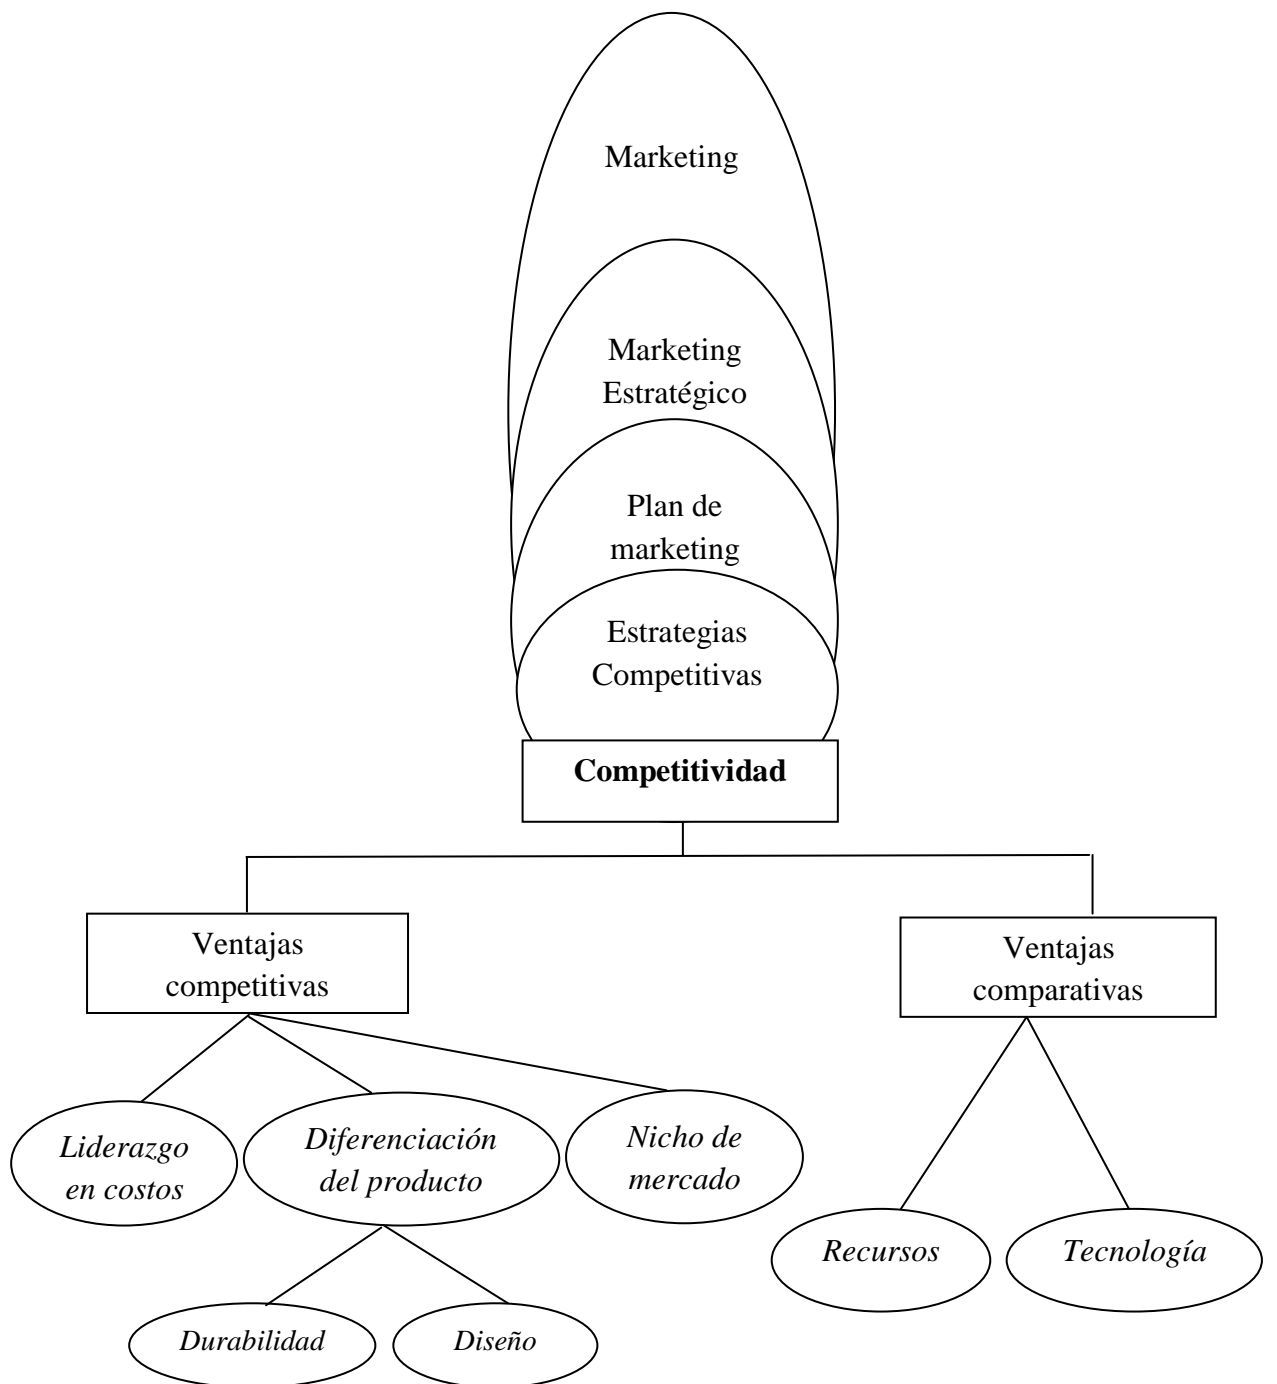 Marketing
Marketing
Estratégico
Plan de
marketing
Estrategias
Competitivas
Competitividad
Ventajas
competitivas
Ventajas
comparativas
Liderazgo
en costos
Diferenciación
del producto
Nicho de
mercado
Recursos
Tecnología
Durabilidad
Diseño